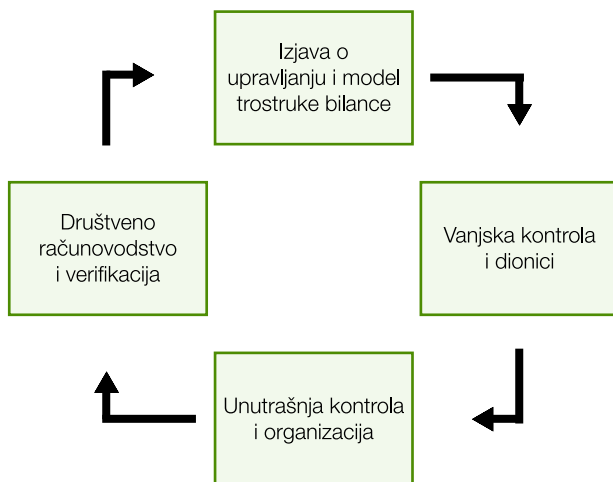 Izjava o
upravljanju i model
trostruke bilance
Društveno
računovodstvo
i verifikacija
Vanjska kontrola
i dionici
Unutrašnja kontrola
i organizacija